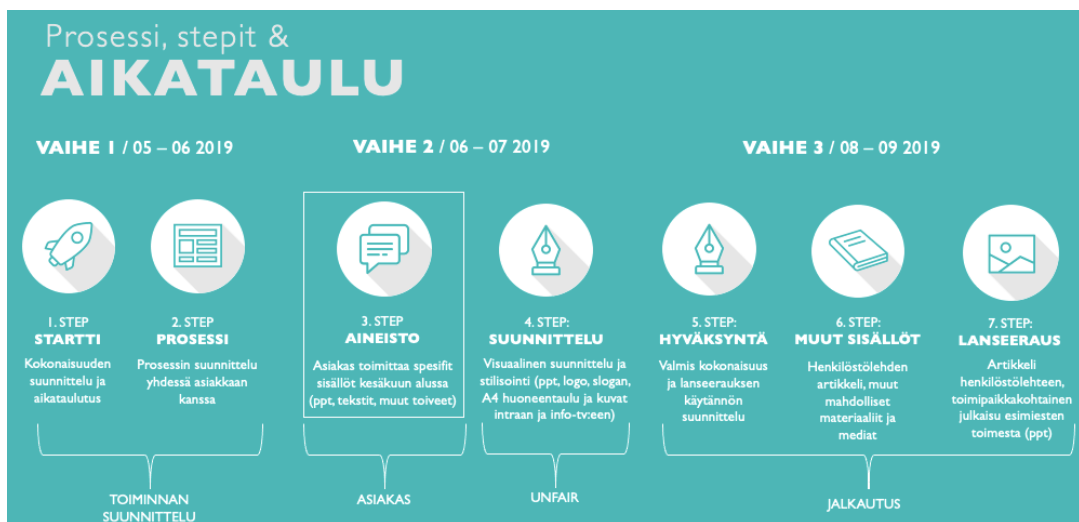 Prosessi, stepit &
AIKATAULU
VAIHE 1 / 05 – 06 2019
VAIHE 2 / 06 – 07 2019
VAIHE 3 / 08 – 09 2019
1. STEP
STARTTI
Kokonaisuuden
suunnittelu ja
aikataulutus
2. STEP
PROSESSI
Prosessin suunnittelu
yhdessä asiakkaan
kanssa
3. STEP
AINEISTO
Asiakas toimittaa spesifit
sisällöt kesäkuun alussa
(ppt, tekstit, muut toiveet)
4. STEP:
SUUNNITTELU
Visuaalinen suunnittelu ja
stilisointi (ppt, logo, slogan,
A4 huoneentaulu ja kuvat
intraan ja info-tv:een)
5. STEP:
HYVÄKSYNTÄ
Valmis kokonaisuus
ja lanseerauksen
käytännön
suunnittelu
6. STEP:
MUUT SISÄLLÖT
Henkilöstölehden
artikkeli, muut
mahdolliset
materiaaliit ja
mediat
7. STEP:
LANSEERAUS
Artikkeli
henkilöstölehteen,
toimipaikkakohtainen
julkaisu esimiesten
toimesta (ppt)
TOIMINNAN
SUUNNITTELU
ASIAKAS
UNFAIR
JALKAUTUS